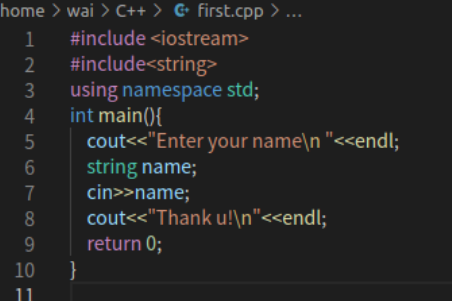 home > wai > C++ > first.cpp > ...
1 #include <iostream>
2 #include<string>
3 using namespace std;
4 int main(){
5 cout<<"Enter your name\n "<<endl;
6 string name;
7 cin>>name;
8 cout<<"Thank u!\n"<<endl;
9 return 0;
10 }
11